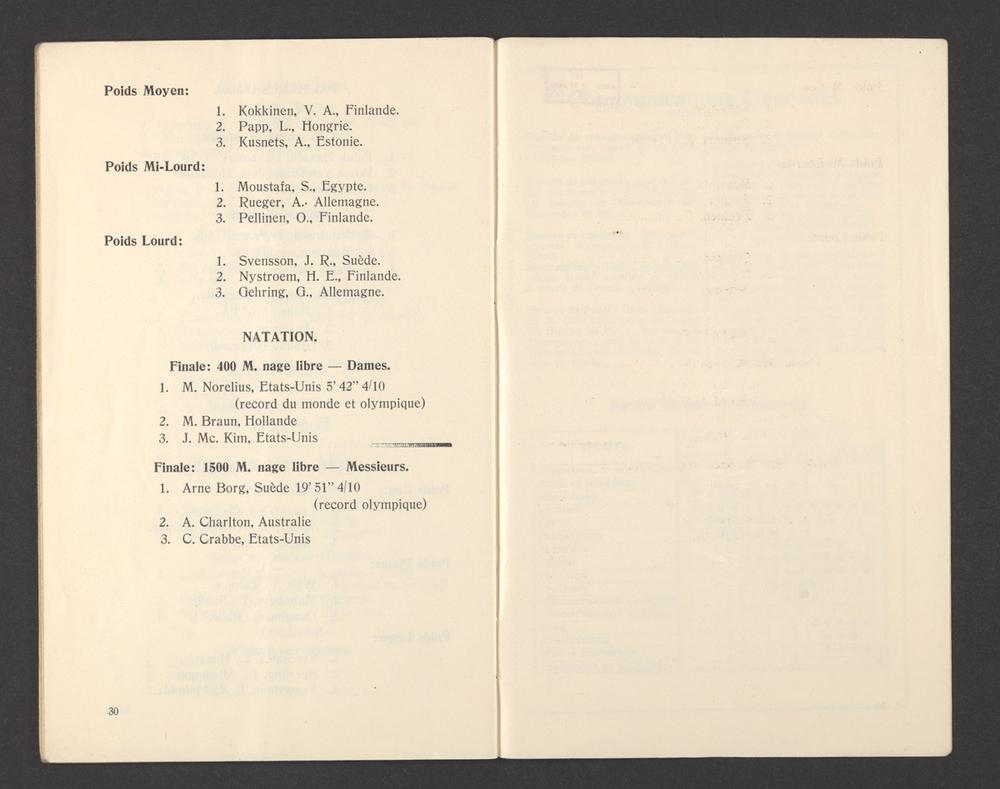 Poids Moyen:
1. Kokkinen, V. A., Finlande.
2. Papp, L., Hongrie.
3. Kusnets, A., Estonie.
Poids Mi-Lourd:
1. Moustafa, S., Egypte.
2. Rueger, A., Allemagne.
3. Pellinen, O., Finlande.
Poids Lourd:
1. Svensson, J. R., Suède.
2. Nystroem, H. E., Finlande.
3. Gehring, G., Allemagne.
NATATION.
Finale: 400 M. nage libre — Dames.
1. M. Norelius, Etats-Unis 5' 42" 4/10
(record du monde et olympique)
2. M. Braun, Hollande
3. J. Mc. Kim, Etats-Unis
Finale: 1500 M. nage libre — Messieurs.
1. Arne Borg, Suède 19' 51" 4/10
(record olympique)
2. A. Charlton, Australie
3. C. Crabbe, Etats-Unis
30